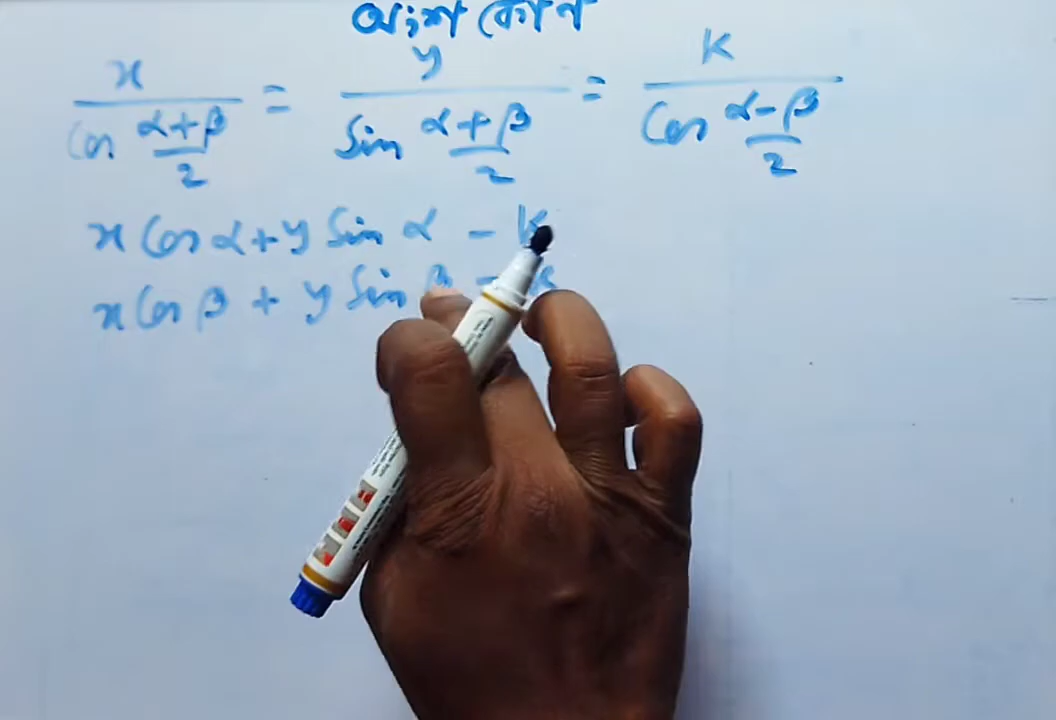 প্রমাণ কর
x/(Cos (α+β)/2) = y/(Sin (α+β)/2) = K/(Cos (α-β)/2)
x Cos α + y Sin α - K
x Cos β + y Sin β - K